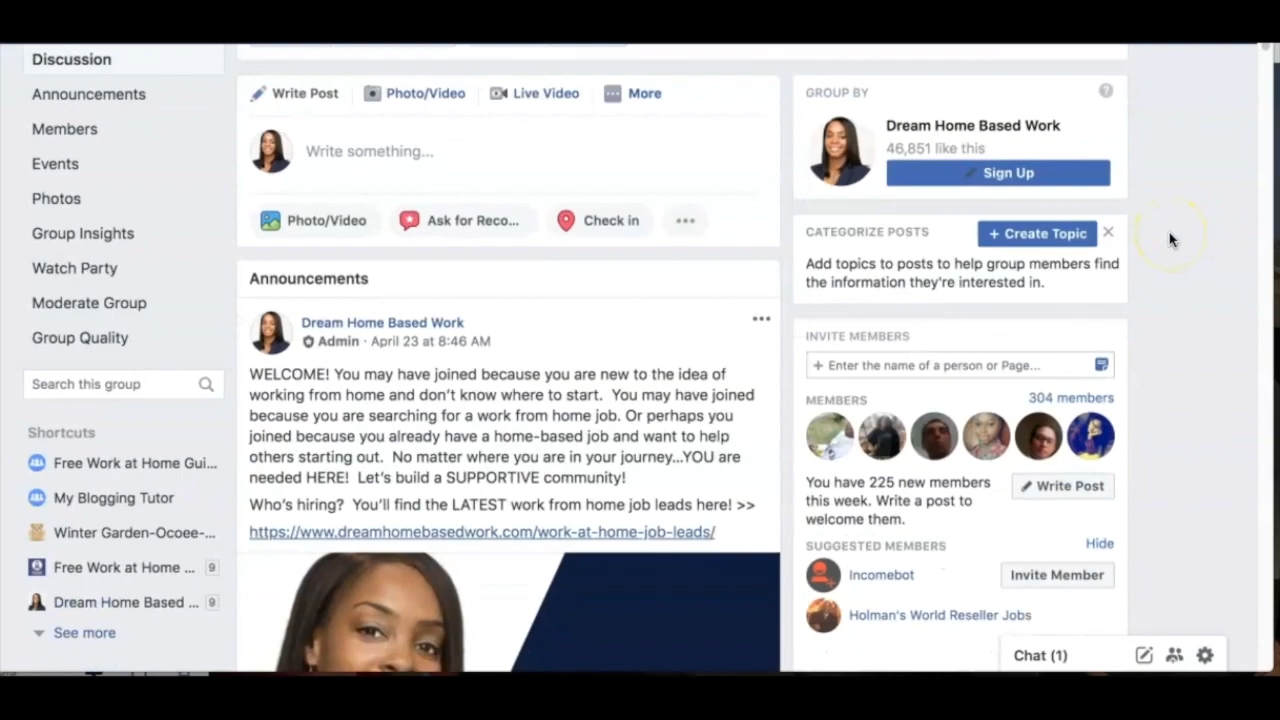 Discussion
Announcements
Members
Events
Photos
Group Insights
Watch Party
Moderate Group
Group Quality
Search this group
Shortcuts
Free Work at Home Gui...
My Blogging Tutor
Winter Garden-Ocoee-...
Free Work at Home ... 9
Dream Home Based ... 9
See more
Write Post
Photo/Video
Live Video
More
Write something...
Photo/Video
Ask for Reco...
Check in
Announcements
Dream Home Based Work
Admin · April 23 at 8:46 AM
WELCOME! You may have joined because you are new to the idea of
working from home and don't know where to start. You may have joined
because you are searching for a work from home job. Or perhaps you
joined because you already have a home-based job and want to help
others starting out. No matter where you are in your journey...YOU are
needed HERE! Let's build a SUPPORTIVE community!
Who's hiring? You'll find the LATEST work from home job leads here! >>
https://www.dreamhomebasedwork.com/work-at-home-job-leads/
GROUP BY
Dream Home Based Work
46,851 like this
Sign Up
CATEGORIZE POSTS
+ Create Topic
Add topics to posts to help group members find
the information they're interested in.
INVITE MEMBERS
+ Enter the name of a person or Page...
MEMBERS
304 members
You have 225 new members
this week. Write a post to
welcome them.
Write Post
SUGGESTED MEMBERS
Hide
Incomebot
Invite Member
Holman's World Reseller Jobs
Chat (1)